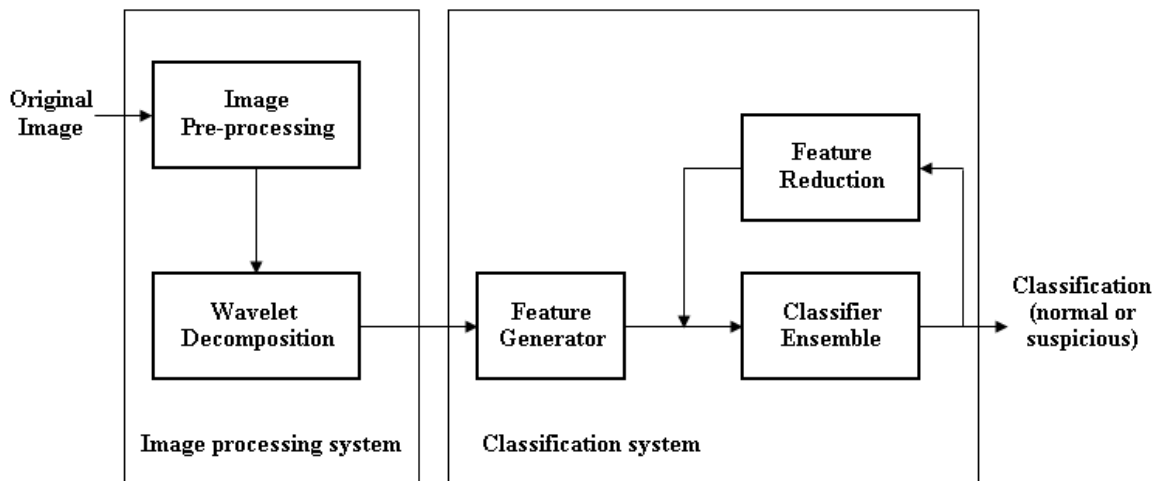 Original
Image
Image
Pre-processing
Wavelet
Decomposition
Image processing system
Feature
Generator
Feature
Reduction
Classifier
Ensemble
Classification system
Classification
(normal or
suspicious)